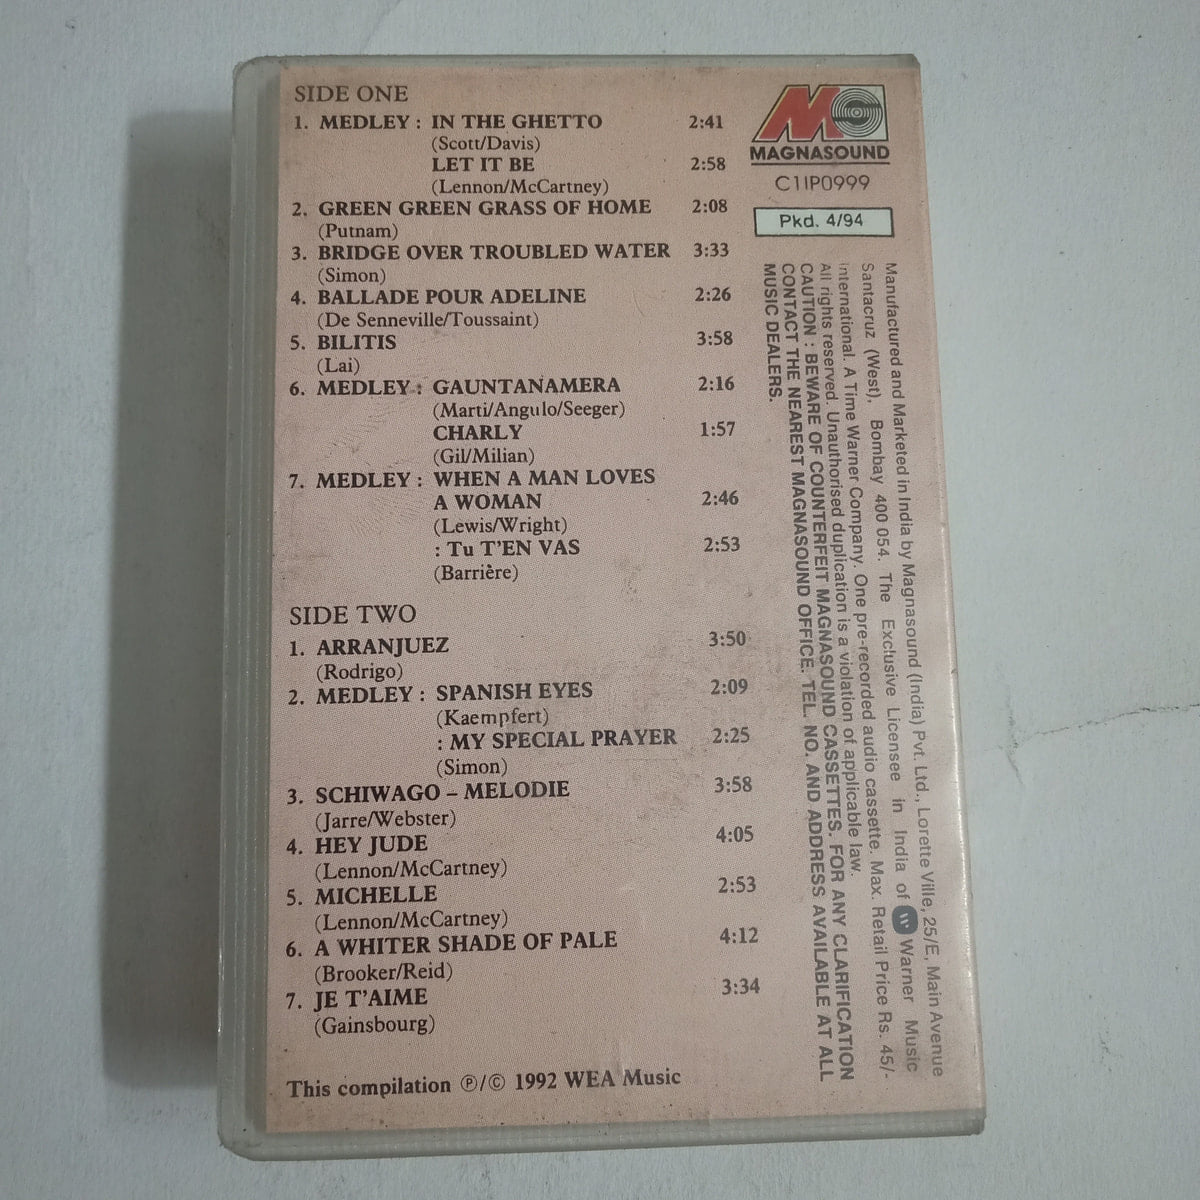 SIDE ONE
1. MEDLEY : IN THE GHETTO 2:41
(Scott/Davis)
LET IT BE 2:58
(Lennon/McCartney)
2. GREEN GREEN GRASS OF HOME 2:08
(Putnam)
3. BRIDGE OVER TROUBLED WATER 3:33
(Simon)
4. BALLADE POUR ADELINE 2:26
(De Senneville/Toussaint)
5. BILITIS 3:58
(Lai)
6. MEDLEY : GAUNTANAMERA 2:16
(Marti/Angulo/Seeger)
CHARLY 1:57
(Gil/Milian)
7. MEDLEY : WHEN A MAN LOVES
A WOMAN 2:46
(Lewis/Wright)
: Tu T'EN VAS 2:53
(Barrière)
SIDE TWO
1. ARRANJUEZ 3:50
(Rodrigo)
2. MEDLEY : SPANISH EYES 2:09
(Kaempfert)
: MY SPECIAL PRAYER 2:25
(Simon)
3. SCHIWAGO – MELODIE 3:58
(Jarre/Webster)
4. HEY JUDE 4:05
(Lennon/McCartney)
5. MICHELLE 2:53
(Lennon/McCartney)
6. A WHITER SHADE OF PALE 4:12
(Brooker/Reid)
7. JE T'AIME 3:34
(Gainsbourg)
This compilation Ⓟ/© 1992 WEA Music
MAGNASOUND
C1IP0999
Pkd. 4/94
Manufactured and Marketed in India by Magnasound (India) Pvt. Ltd., Lorette Ville, 25/E, Main Avenue
Santacruz (West), Bombay 400 054. The Exclusive Licensee in India of Warner Music
International. A Time Warner Company. One pre-recorded audio cassette. Max. Retail Price Rs. 45/-
All rights reserved. Unauthorised duplication is a violation of applicable law.
CAUTION : BEWARE OF COUNTERFEIT MAGNASOUND CASSETTES. FOR ANY CLARIFICATION
CONTACT THE NEAREST MAGNASOUND OFFICE. TEL. NO. AND ADDRESS AVAILABLE AT ALL
MUSIC DEALERS.